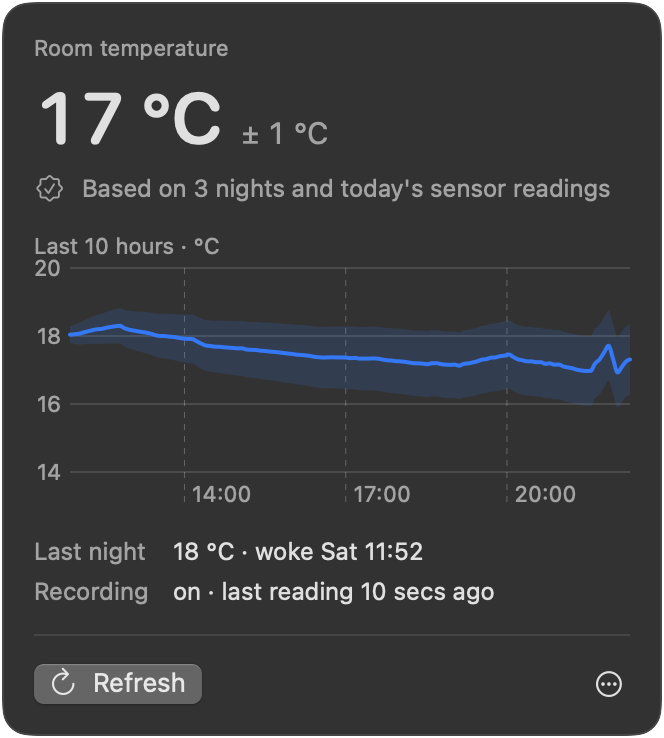 Room temperature
17 °C ± 1 °C
Based on 3 nights and today's sensor readings
Last 10 hours · °C
20
18
16
14
14:00 17:00 20:00
Last night 18 °C · woke Sat 11:52
Recording on · last reading 10 secs ago
Refresh